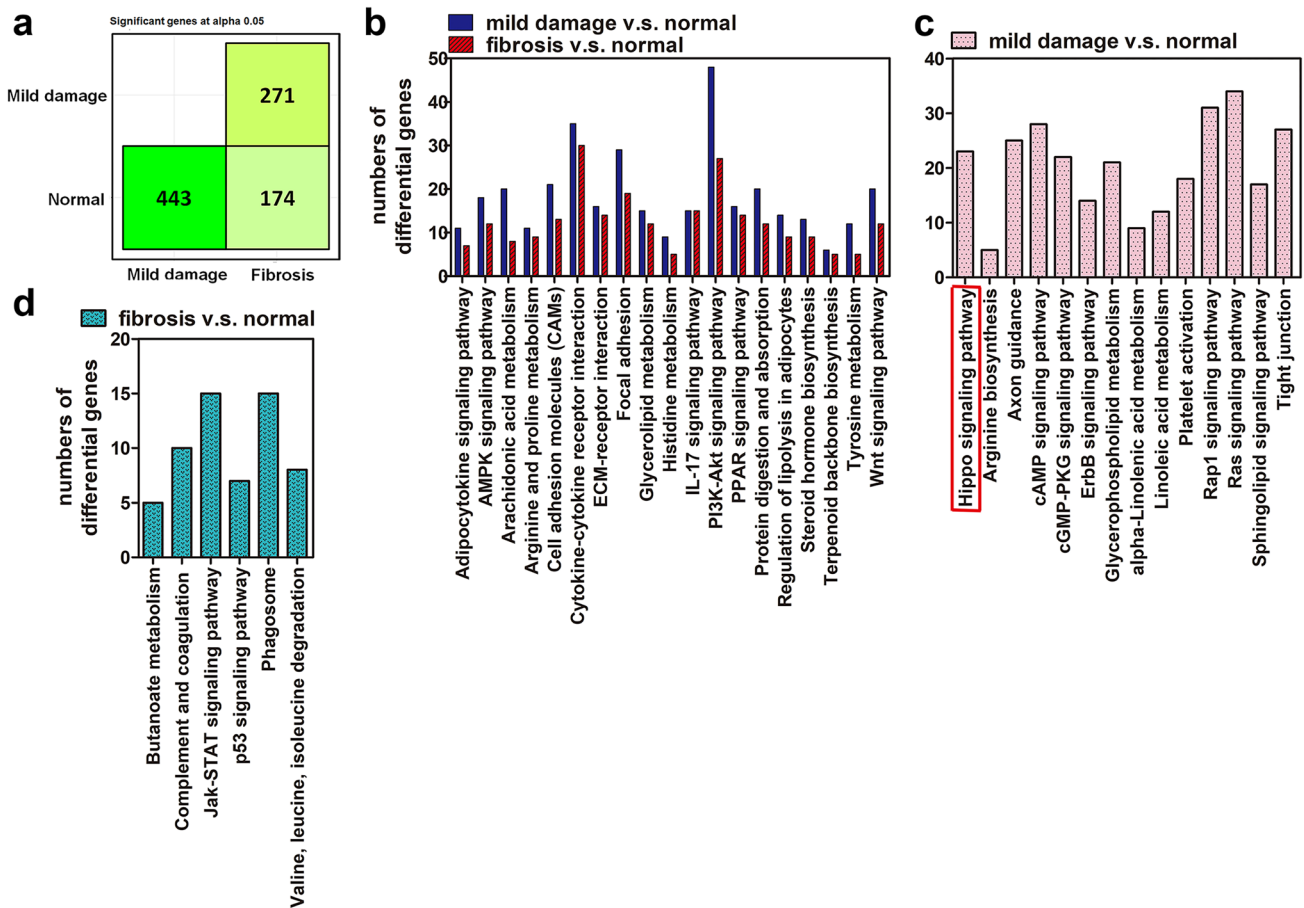 a
Significant genes at alpha 0.05
Mild damage
271
Normal
443
174
Mild damage
Fibrosis
b
mild damage v.s. normal
fibrosis v.s. normal
numbers of
differential genes
50
40
30
20
10
0
Adipocytokine signaling pathway
AMPK signaling pathway
Arachidonic acid metabolism
Arginine and proline metabolism
Cell adhesion molecules (CAMs)
Cytokine-cytokine receptor interaction
ECM-receptor interaction
Focal adhesion
Glycerolipid metabolism
Histidine metabolism
IL-17 signaling pathway
PI3K-Akt signaling pathway
PPAR signaling pathway
Protein digestion and absorption
Regulation of lipolysis in adipocytes
Steroid hormone biosynthesis
Terpenoid backbone biosynthesis
Tyrosine metabolism
Wnt signaling pathway
c
mild damage v.s. normal
40
30
20
10
0
Hippo signaling pathway
Arginine biosynthesis
Axon guidance
cAMP signaling pathway
cGMP-PKG signaling pathway
ErbB signaling pathway
Glycerophospholipid metabolism
alpha-Linolenic acid metabolism
Linoleic acid metabolism
Platelet activation
Rap1 signaling pathway
Ras signaling pathway
Sphingolipid signaling pathway
Tight junction
d
fibrosis v.s. normal
numbers of
differential genes
20
15
10
5
0
Butanoate metabolism
Complement and coagulation
Jak-STAT signaling pathway
p53 signaling pathway
Phagosome
Valine, leucine, isoleucine degradation